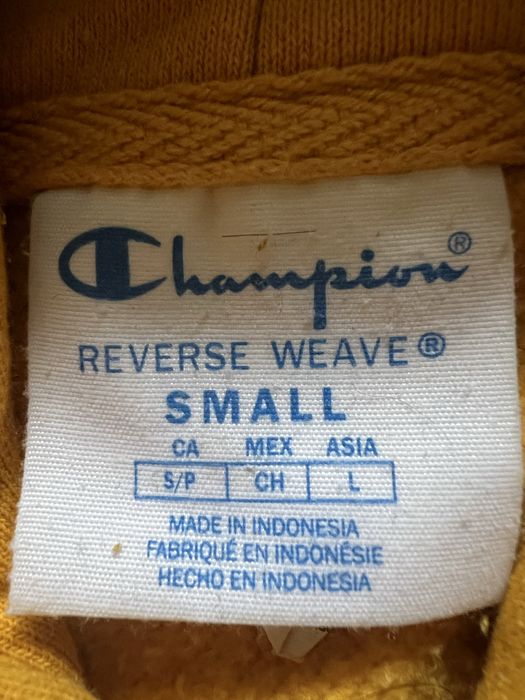 Champion®
REVERSE WEAVE®
SMALL
CA MEX ASIA
S/P CH L
MADE IN INDONESIA
FABRIQUÉ EN INDONÉSIE
HECHO EN INDONESIA